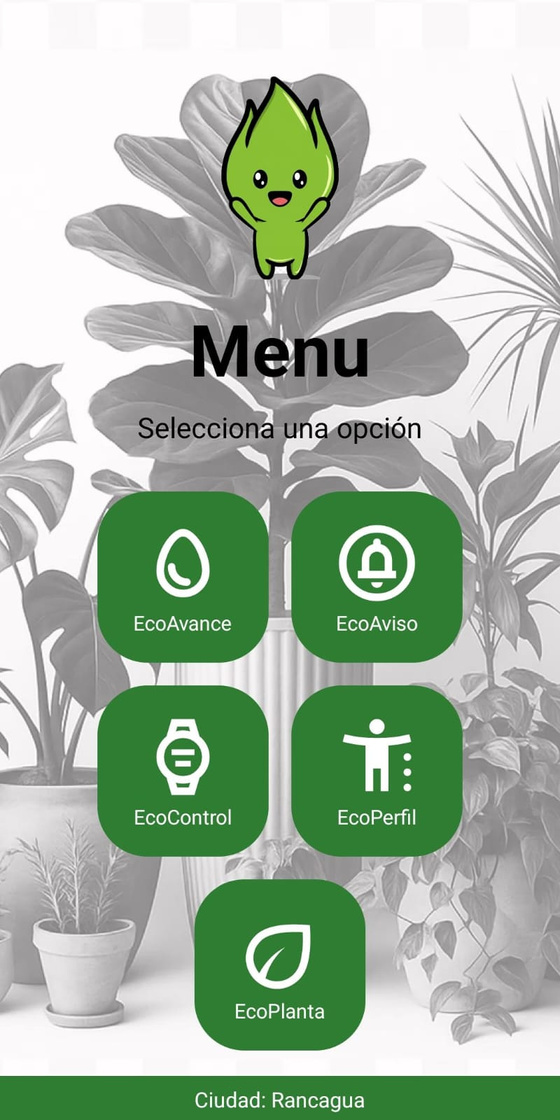 Menu
Selecciona una opción
EcoAvance
EcoAviso
EcoControl
EcoPerfil
EcoPlanta
Ciudad: Rancagua